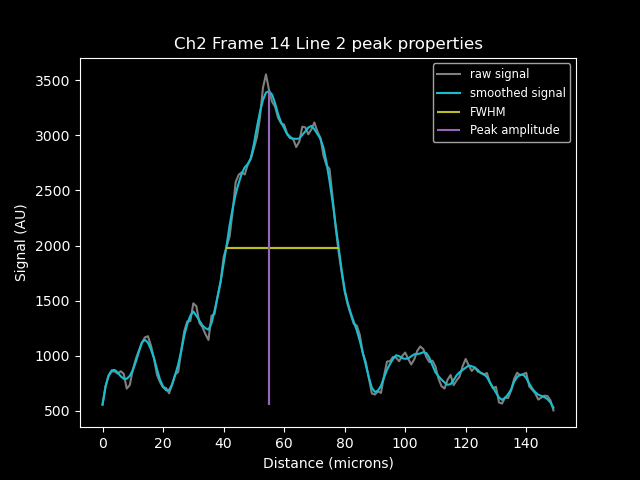 Ch2 Frame 14 Line 2 peak properties
raw signal
smoothed signal
FWHM
Peak amplitude
Signal (AU)
3500
3000
2500
2000
1500
1000
500
0 20 40 60 80 100 120 140
Distance (microns)